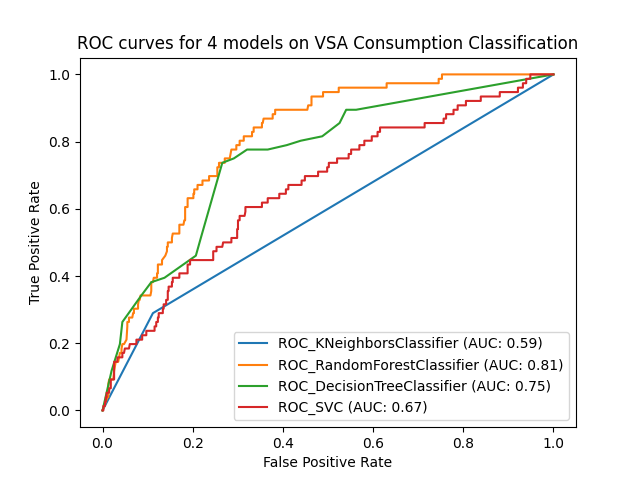 ROC curves for 4 models on VSA Consumption Classification
True Positive Rate
1.0
0.8
0.6
0.4
0.2
0.0
ROC_KNeighborsClassifier (AUC: 0.59)
ROC_RandomForestClassifier (AUC: 0.81)
ROC_DecisionTreeClassifier (AUC: 0.75)
ROC_SVC (AUC: 0.67)
0.0 0.2 0.4 0.6 0.8 1.0
False Positive Rate